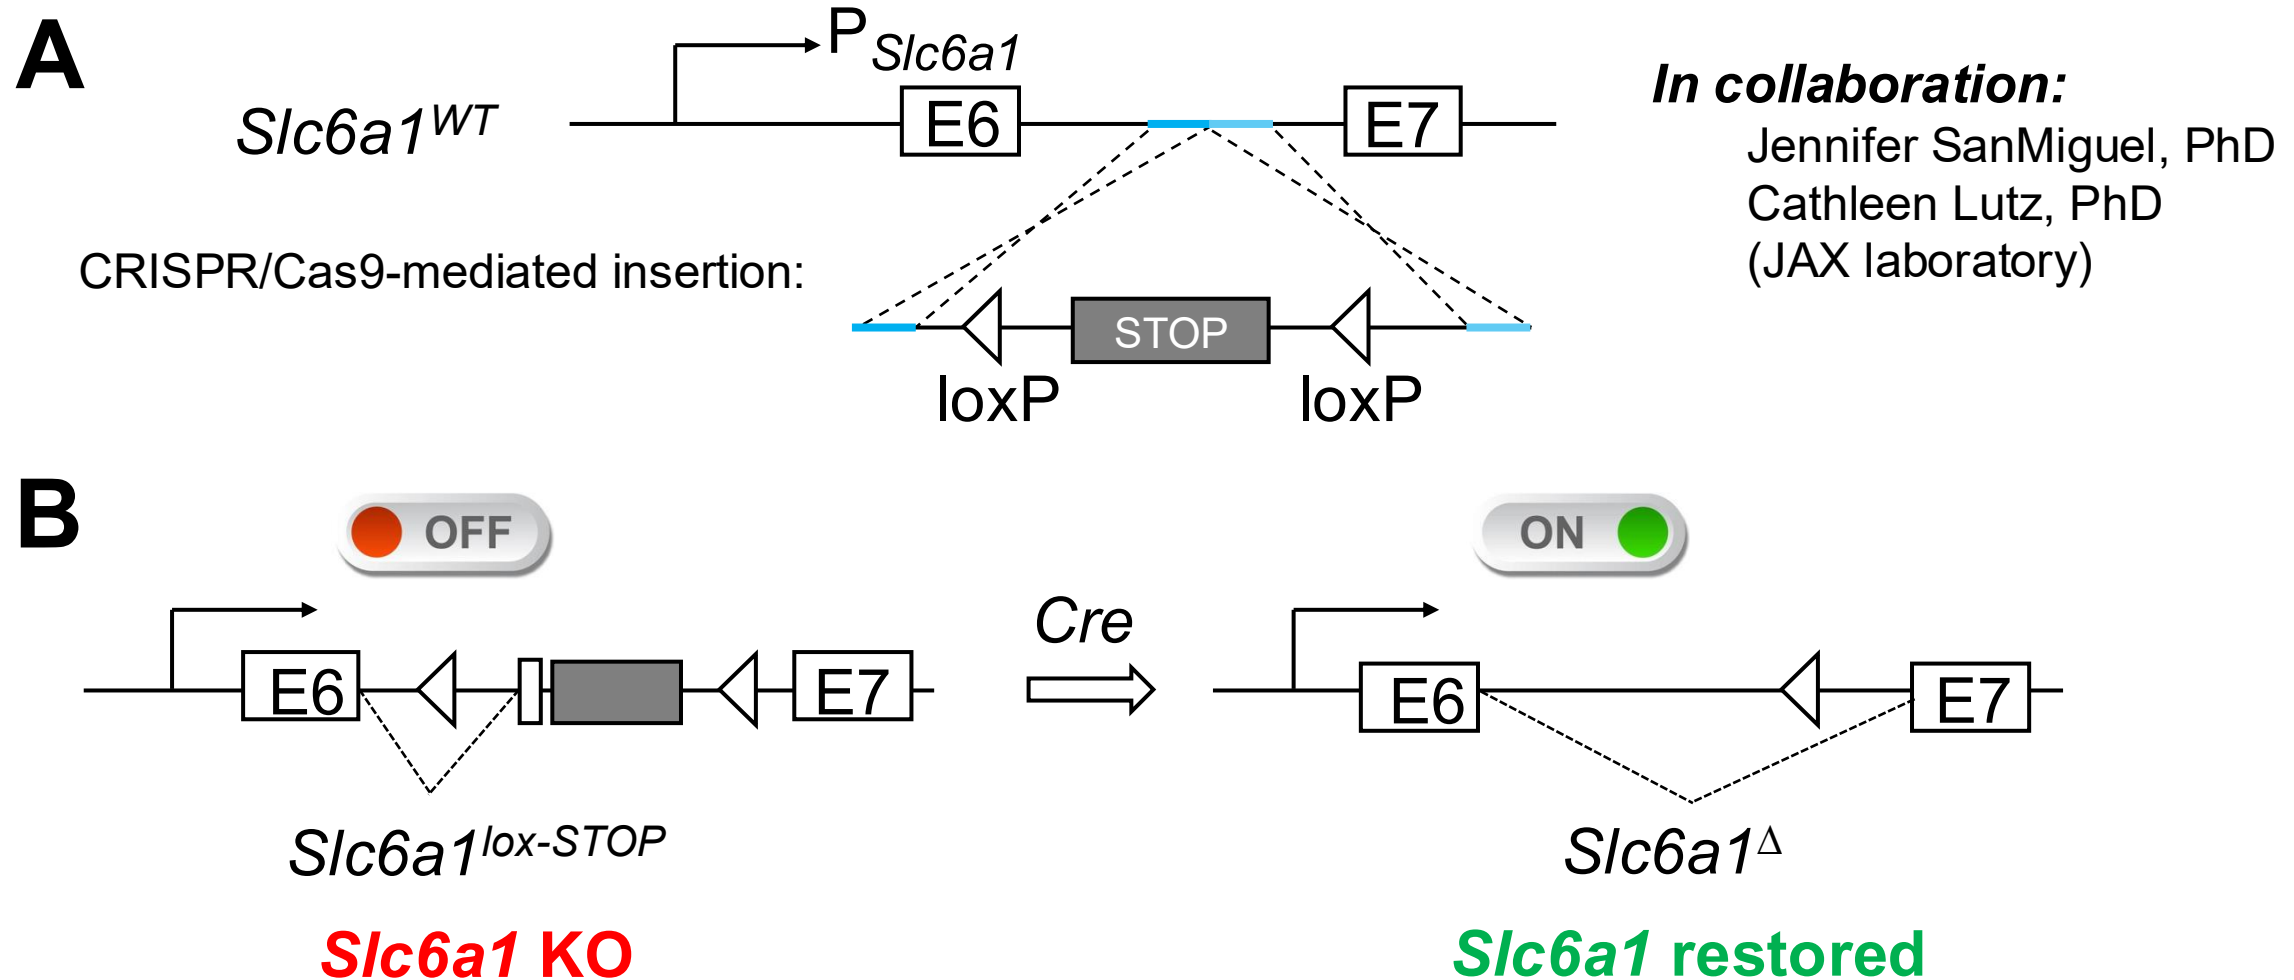 A
P Slc6a1
Slc6a1WT
E6
E7
In collaboration:
Jennifer SanMiguel, PhD
Cathleen Lutz, PhD
(JAX laboratory)
CRISPR/Cas9-mediated insertion:
STOP
loxP
loxP
B
OFF
ON
Cre
E6
E7
E6
E7
Slc6a1lox-STOP
Slc6a1Δ
Slc6a1 KO
Slc6a1 restored